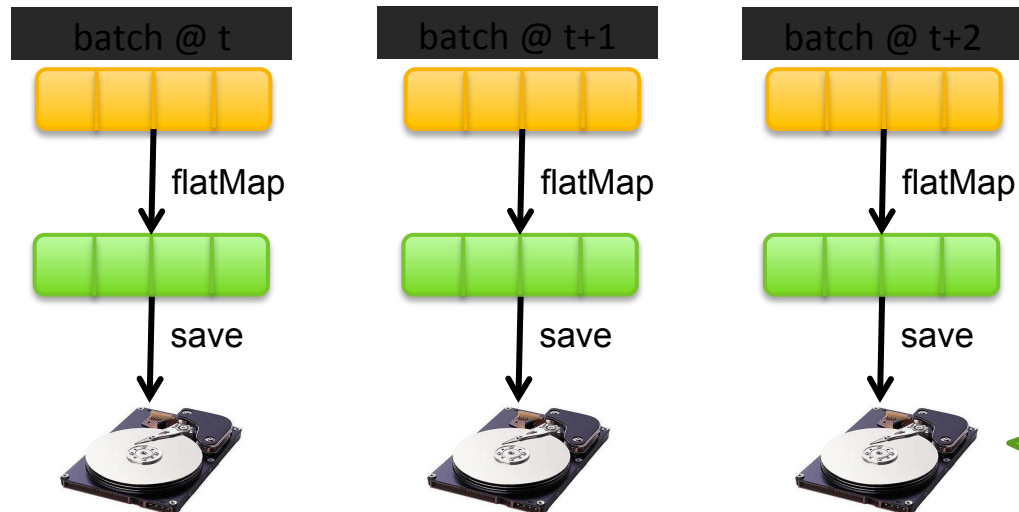 batch @ t
batch @ t+1
batch @ t+2
flatMap
flatMap
flatMap
save
save
save